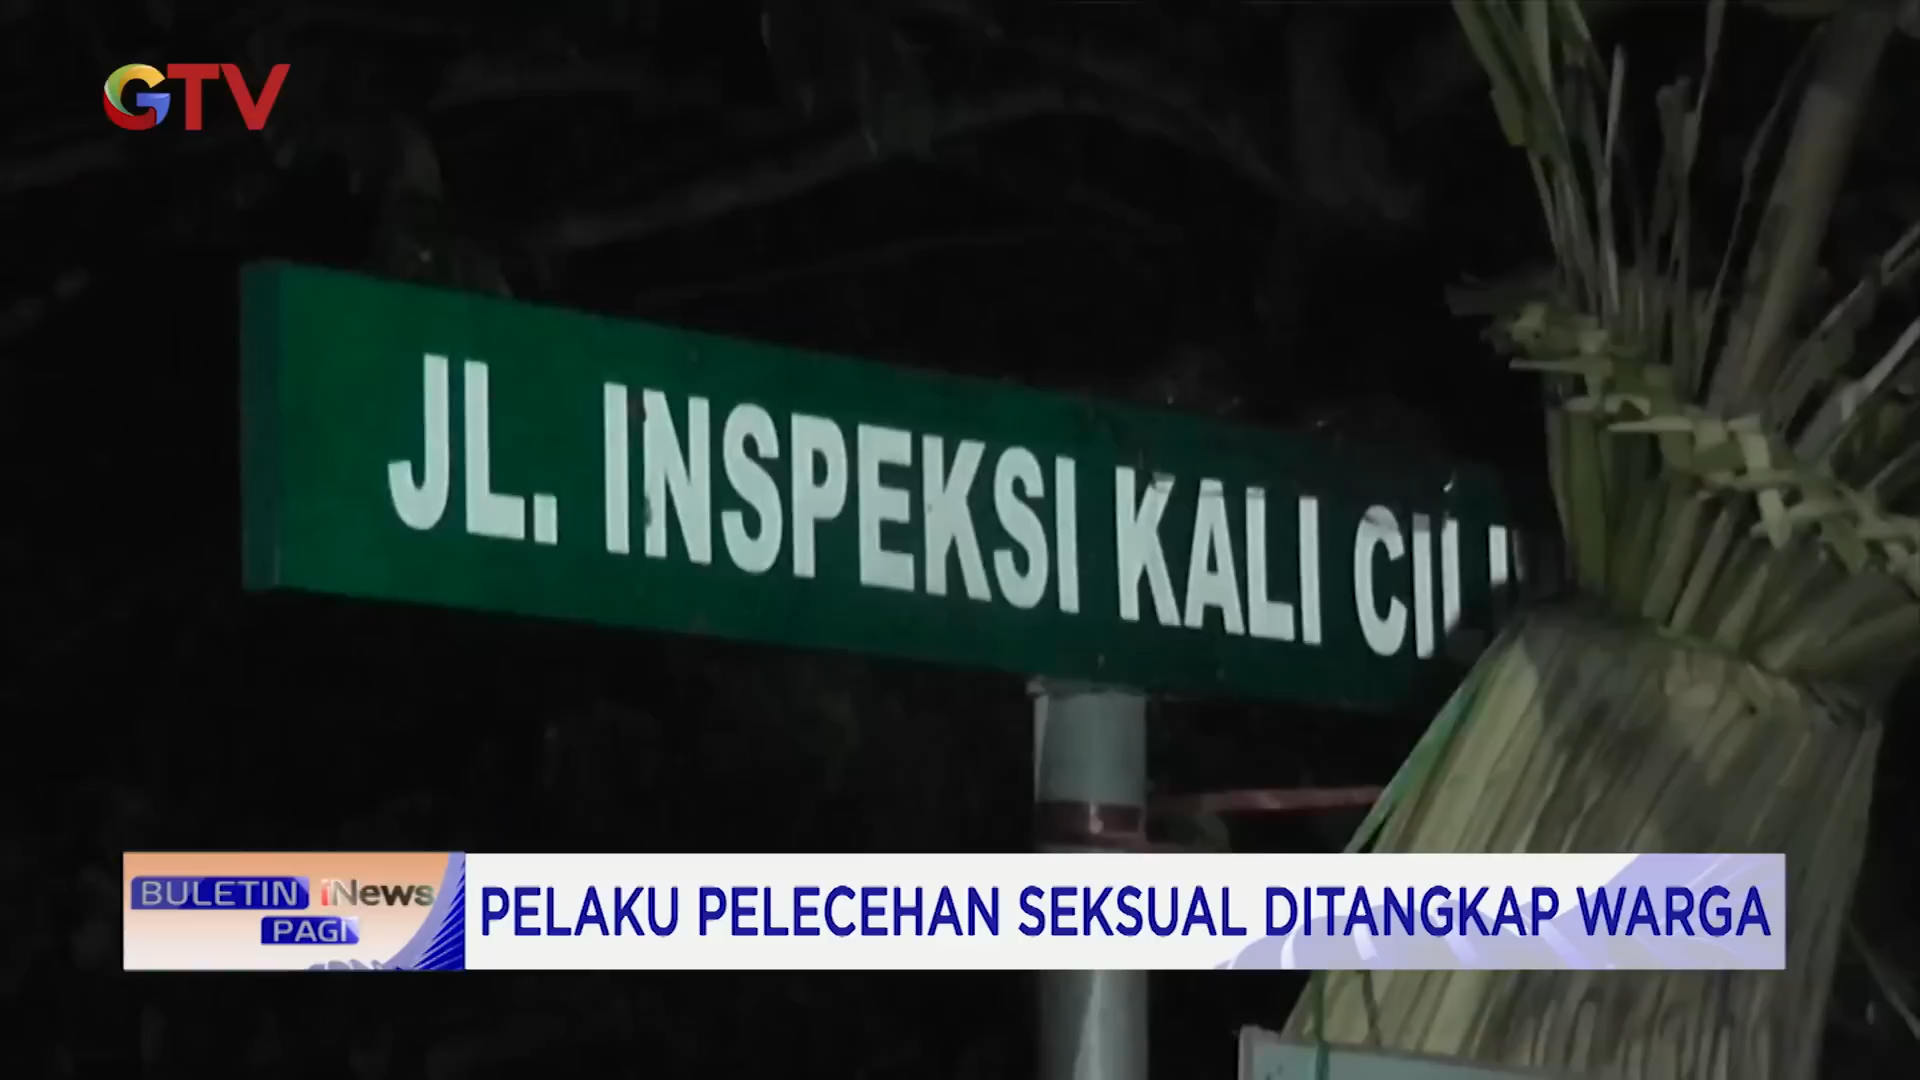 GTV
JL. INSPEKSI KALI
BULETIN iNews
PAGI
PELAKU PELECEHAN SEKSUAL DITANGKAP WARGA